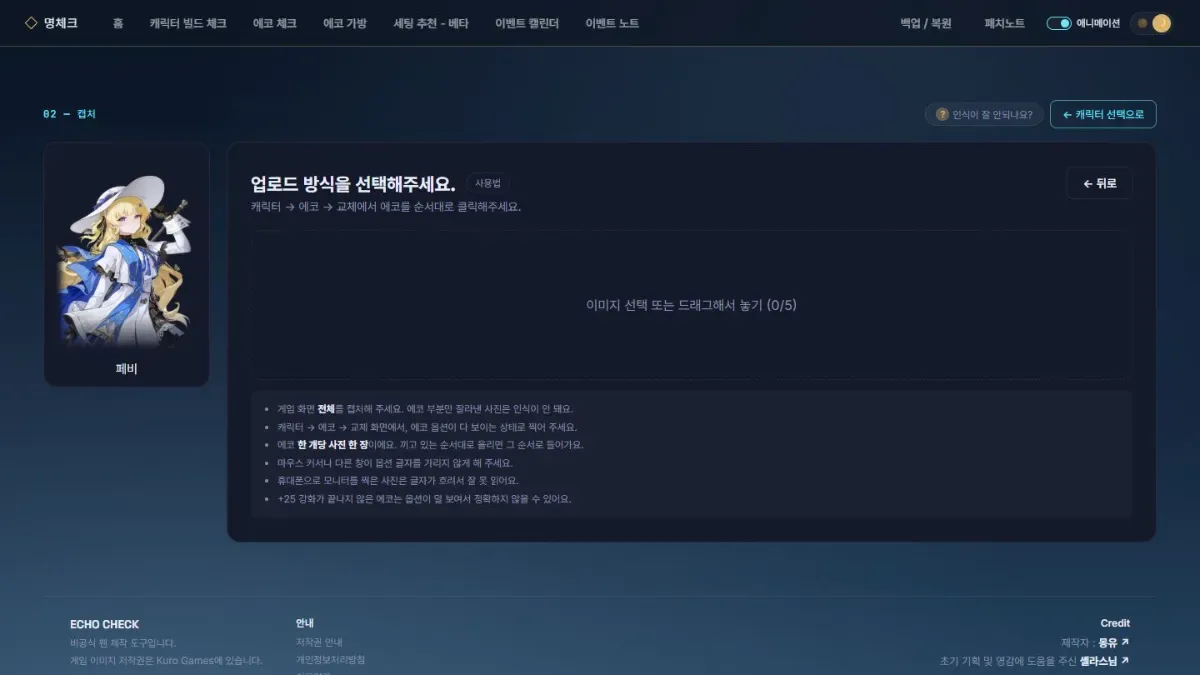 명체크
홈
캐릭터 빌드 체크
에코 체크
에코 가방
세팅 추천 - 베타
이벤트 캘린더
이벤트 노트
백업 / 복원
패치노트
애니메이션
02 — 캡처
? 인식이 잘 안되나요?
← 캐릭터 선택으로
페비
업로드 방식을 선택해주세요.
사용법
← 뒤로
캐릭터 → 에코 → 교체에서 에코를 순서대로 클릭해주세요.
이미지 선택 또는 드래그해서 놓기 (0/5)
• 게임 화면 전체를 캡처해 주세요. 에코 부분만 잘라낸 사진은 인식이 안 돼요.
• 캐릭터 → 에코 → 교체 화면에서, 에코 옵션이 다 보이는 상태로 찍어 주세요.
• 에코 한 개당 사진 한 장이에요. 끼고 있는 순서대로 올리면 그 순서로 들어가요.
• 마우스 커서나 다른 창이 옵션 글자를 가리지 않게 해 주세요.
• 휴대폰으로 모니터를 찍은 사진은 글자가 흐려서 잘 못 읽어요.
• +25 강화가 끝나지 않은 에코는 옵션이 덜 보여서 정확하지 않을 수 있어요.
ECHO CHECK
비공식 팬 제작 도구입니다.
게임 이미지 저작권은 Kuro Games에 있습니다.
안내
저작권 안내
개인정보처리방침
Credit
제작자 : 몽유 ↗
초기 기획 및 영감에 도움을 주신 셀라스님 ↗